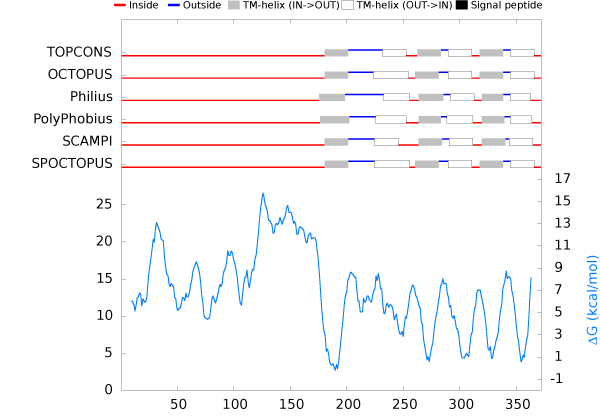 Inside Outside TM-helix (IN->OUT) TM-helix (OUT->IN) Signal peptide
TOPCONS
OCTOPUS
Philius
PolyPhobius
SCAMPI
SPOCTOPUS
17
15
13
11
9
7
5
3
1
-1
25
20
15
10
5
0
50 100 150 200 250 300 350
ΔG (kcal/mol)